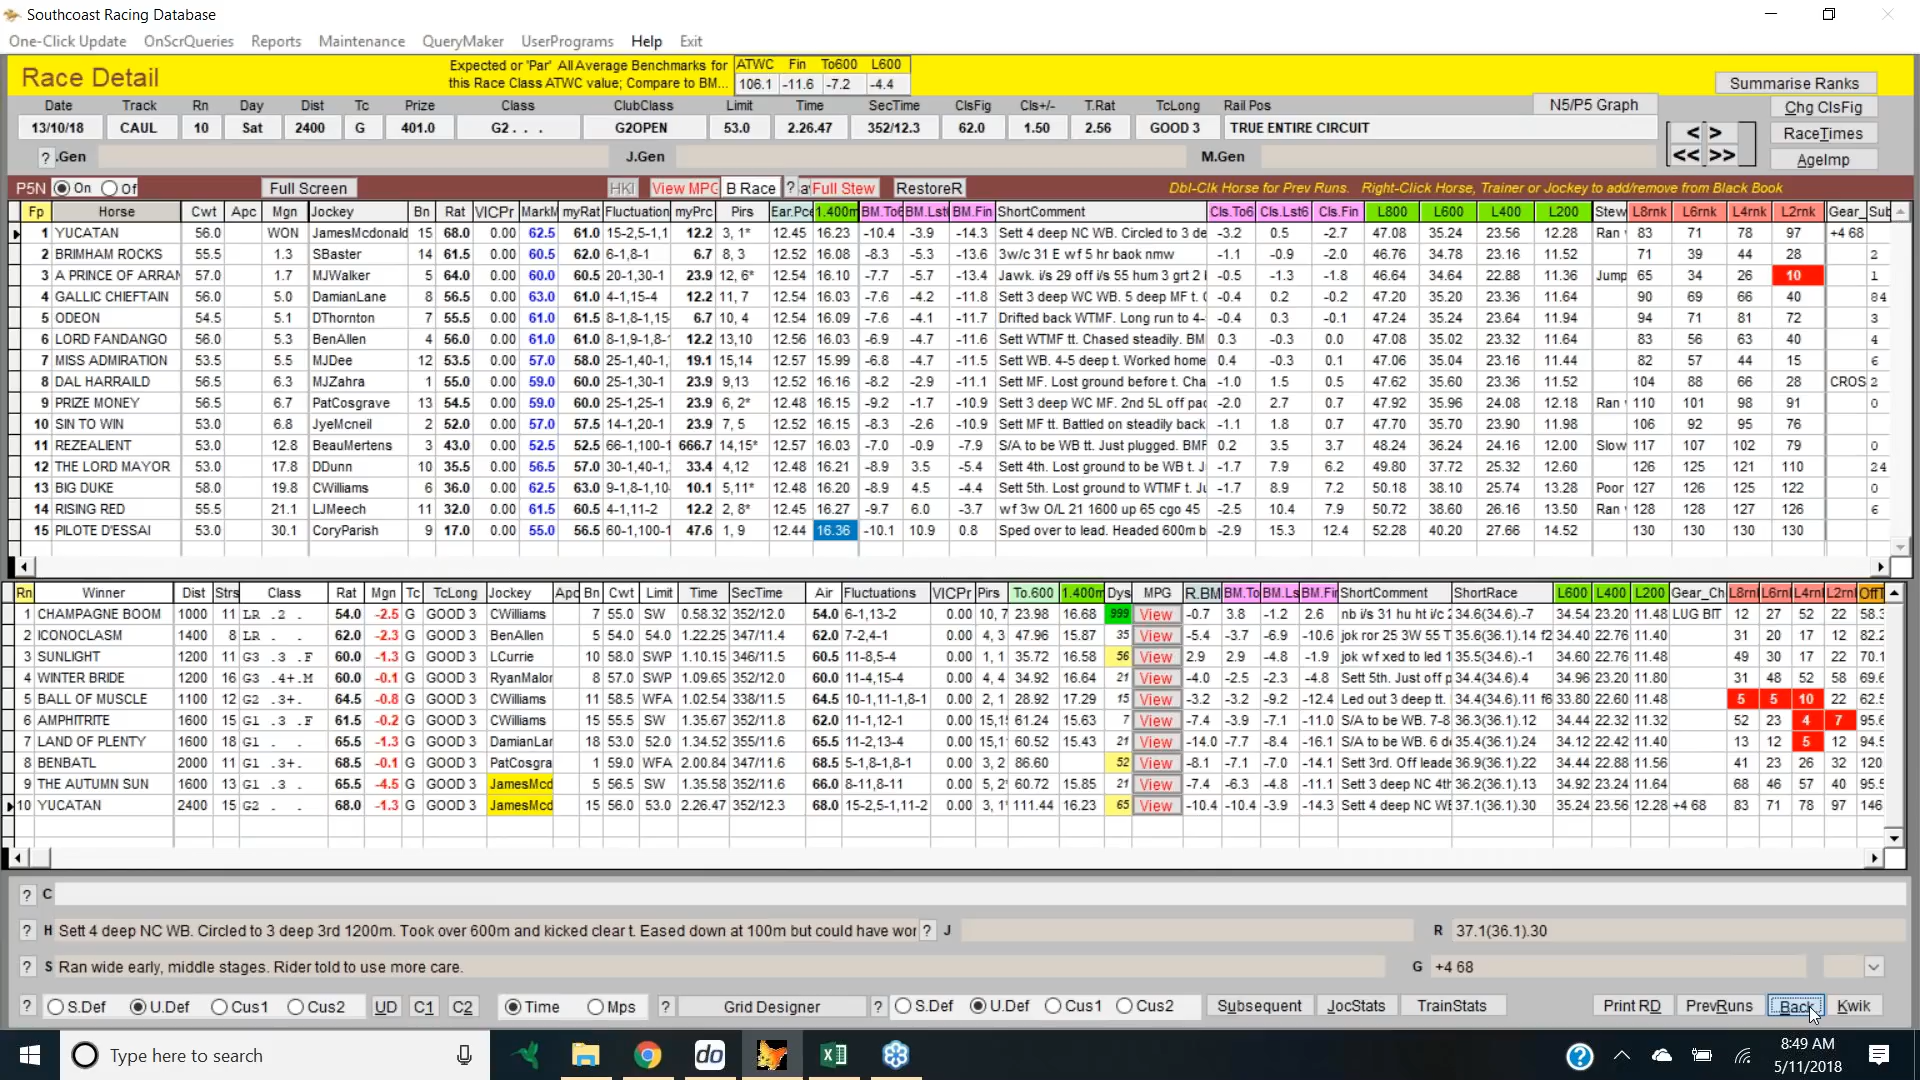 Southcoast Racing Database
One-Click Update OnScrQueries Reports Maintenance QueryMaker UserPrograms Help Exit
Race Detail
Expected or 'Par' All Average Benchmarks for
this Race Class ATWC value; Compare to BM...
ATWC Fin To600 L600
106.1 -11.6 -7.2 -4.4
Summarise Ranks
Date Track Rn Day Dist Tc Prize Class ClubClass Limit Time SecTime ClsFig Cls+/- T.Rat TcLong Rail Pos N5/P5 Graph Chg ClsFig
13/10/18 CAUL 10 Sat 2400 G 401.0 G2 . . . G2OPEN 53.0 2.26.47 352/12.3 62.0 1.50 2.56 GOOD 3 TRUE ENTIRE CIRCUIT < > RaceTimes
? .Gen J.Gen M.Gen << >> AgeImp
P5N On Of Full Screen HKI View MPG B Race ? Full Stew RestoreR Dbl-Clk Horse for Prev Runs. Right-Click Horse, Trainer or Jockey to add/remove from Black Book
Fp Horse Cwt Apc Mgn Jockey Bn Rat VICPr MarkM myRat Fluctuation myPrc Pirs Ear.Pce 1.400m BM.To6 BM.Lst BM.Fin ShortComment Cls.To6 Cls.Lst6 Cls.Fin L800 L600 L400 L200 Stew L8rnk L6rnk L4rnk L2rnk Gear_ Sub
1 YUCATAN 56.0 WON JamesMcdonald 15 68.0 0.00 62.5 61.0 15-2,5-1,1 12.2 3, 1* 12.45 16.23 -10.4 -3.9 -14.3 Sett 4 deep NC WB. Circled to 3 de -3.2 0.5 -2.7 47.08 35.24 23.56 12.28 Ran 83 71 78 97 +4 68
2 BRIMHAM ROCKS 55.5 1.3 SBaster 14 61.5 0.00 60.5 62.0 6-1,8-1 6.7 8, 3 12.52 16.08 -8.3 -5.3 -13.6 3w/c 31 E wf 5 hr baok nmw -1.1 -0.9 -2.0 46.76 34.68 23.16 11.52 71 39 44 28 2
3 A PRINCE OF ARRAN 57.0 1.7 MJWalker 5 64.0 0.00 60.0 60.5 20-1,30-1 23.9 12, 6* 12.54 16.10 -7.7 -5.7 -13.4 Jawk. i/s 29 off i/s 55 hum 3 grt 2 -0.5 -1.3 -1.8 46.64 34.64 22.88 11.36 Jump 65 34 26 10 1
4 GALLIC CHIEFTAIN 56.0 5.0 DamianLane 8 56.5 0.00 63.0 61.0 4-1,15-4 12.2 11, 7 12.54 16.03 -7.6 -4.2 -11.8 Sett 3 deep WC WB. 5 deep MF t. -0.4 0.2 -0.2 47.20 35.20 23.36 11.64 90 69 66 40 84
5 ODEON 54.5 5.1 DThornton 7 55.5 0.00 61.0 61.5 8-1,8-1,15- 6.7 10, 4 12.54 16.09 -7.6 -4.1 -11.7 Drifted back WTMF. Long run to 4- -0.4 0.3 -0.1 47.24 35.24 23.64 11.94 94 71 81 72 3
6 LORD FANDANGO 56.0 5.3 BenAllen 4 56.0 0.00 61.0 61.0 8-1,9-1,8- 12.2 13,10 12.56 16.03 -6.9 -4.7 -11.6 Sett WTMF tt. Chased steadily. BM 0.3 -0.3 0.0 47.08 35.02 23.32 11.64 83 56 63 40 4
7 MISS ADMIRATION 53.5 5.5 MJDee 12 53.5 0.00 57.0 58.0 25-1,40-1, 19.1 15,14 12.57 15.99 -6.8 -4.7 -11.5 Sett WB. 4-5 deep t. Worked home 0.4 -0.3 0.1 47.06 35.04 23.16 11.44 82 57 44 15
8 DAL HARRAILD 56.5 6.3 MJZahra 1 55.0 0.00 59.0 60.0 25-1,30-1 23.9 9,13 12.52 16.16 -8.2 -2.9 -11.1 Sett MF. Lost ground before t. Cha -1.0 1.5 0.5 47.62 35.60 23.36 11.52 104 88 66 28 CROS 2
9 PRIZE MONEY 56.5 6.7 PatCosgrave 13 54.5 0.00 59.0 60.0 25-1,25-1 23.9 6, 2* 12.48 16.15 -9.2 -1.7 -10.9 Sett 3 deep WC MF. 2nd 5L off pac -2.0 2.7 0.7 47.92 35.96 24.08 12.18 Ran 110 101 98 91 0
10 SIN TO WIN 53.0 6.8 JyeMcneil 2 52.0 0.00 57.0 57.5 14-1,20-1 23.9 7, 5 12.52 16.15 -8.3 -2.6 -10.9 Sett MF tt. Battled on steadily back -1.1 1.8 0.7 47.70 35.70 23.90 11.98 106 92 95 76
11 REZEALIENT 53.0 12.8 BeauMertens 3 43.0 0.00 52.5 52.5 66-1,100-1 666.7 14,15* 12.57 16.03 -7.0 -0.9 -7.9 S/A to be WB tt. Just plugged. BMF 0.2 3.5 3.7 48.24 36.24 24.16 12.00 Slow 117 107 102 79 0
12 THE LORD MAYOR 53.0 17.8 DDunn 10 35.5 0.00 56.5 57.0 30-1,40-1, 33.4 4,12 12.48 16.21 -8.9 3.5 -5.4 Sett 4th. Lost ground to be WB t. J -1.7 7.9 6.2 49.80 37.72 25.32 12.60 126 125 121 110 24
13 BIG DUKE 58.0 19.8 CWilliams 6 36.0 0.00 62.5 63.0 9-1,8-1,10- 10.1 5,11* 12.48 16.20 -8.9 4.5 -4.4 Sett 5th. Lost ground to WTMF t. Ju -1.7 8.9 7.2 50.18 38.10 25.74 13.28 Poor 127 126 125 122 0
14 RISING RED 55.5 21.1 LJMeech 11 32.0 0.00 61.5 60.5 4-1,11-2 12.2 2, 8* 12.45 16.27 -9.7 6.0 -3.7 wf 3w O/L 21 1600 up 65 cgo 45 -2.5 10.4 7.9 50.72 38.60 26.16 13.50 Ran 128 128 127 126
15 PILOTE D'ESSAI 53.0 30.1 CoryParish 9 17.0 0.00 55.0 56.5 60-1,100-1 47.6 1, 9 12.44 16.36 -10.1 10.9 0.8 Sped over to lead. Headed 600m b -2.9 15.3 12.4 52.28 40.20 27.66 14.52 130 130 130 130
Rn Winner Dist Strs Class Rat Mgn Tc TcLong Jockey Apc Bn Cwt Limit Time SecTime Air Fluctuations VICPr Pirs To.600 1.400m Dys MPG R.BM BM.To6 BM.Ls BM.Fin ShortComment ShortRace L600 L400 L200 Gear_Ch L8rnl L6rnl L4rnl L2rnl OffT
1 CHAMPAGNE BOOM 1000 11 LR .2 . 54.0 -2.5 G GOOD 3 CWilliams 7 55.0 SW 0.58.32 352/12.0 54.0 6-1,13-2 0.00 10, 7 23.98 16.68 999 View -0.7 3.8 -1.2 2.6 nb i/s 31 hu ht i/c 2 34.6(34.6).-7 34.54 23.20 11.48 LUG BIT 12 27 52 22 58.3
2 ICONOCLASM 1400 8 LR . . 62.0 -2.3 G GOOD 3 BenAllen 5 54.0 54.0 1.22.25 347/11.4 62.0 7-2,4-1 0.00 4, 3 47.96 15.87 35 View -5.4 -3.7 -6.9 -10.6 jok ror 25 3W 55 T 35.6(36.1).14 f2 34.40 22.76 11.40 31 20 17 12 82.2
3 SUNLIGHT 1200 11 G3 .3 .F 60.0 -1.3 G GOOD 3 LCurrie 10 58.0 SWP 1.10.15 346/11.5 60.5 11-8,5-4 0.00 1, 1 35.72 16.58 56 View 2.9 2.9 -4.8 -1.9 jok wf xed to led 1 35.5(34.6).-1 34.60 22.76 11.48 49 30 17 22 70.1
4 WINTER BRIDE 1200 16 G3 .4+.M 60.0 -0.1 G GOOD 3 RyanMalor 8 57.0 SWP 1.09.65 352/12.0 60.0 11-4,15-4 0.00 4, 4 34.92 16.64 21 View -4.0 -2.5 -2.3 -4.8 Sett 5th. Just off p 34.4(34.6).4 34.96 23.20 11.80 31 48 52 58 69.6
5 BALL OF MUSCLE 1100 12 G2 .3+. 64.5 -0.8 G GOOD 3 CWilliams 11 58.5 WFA 1.02.54 338/11.5 64.5 10-1,11-1,8-1 0.00 2, 1 28.92 17.29 15 View -3.2 -3.2 -9.2 -12.4 Led out 3 deep tt. 34.4(34.6).11 f6 33.80 22.60 11.48 5 5 10 22 62.5
6 AMPHITRITE 1600 15 G1 .3 .F 61.5 -0.2 G GOOD 3 CWilliams 15 55.5 SW 1.35.67 352/11.8 62.0 11-1,12-1 0.00 15,1 61.24 15.63 7 View -7.4 -3.9 -7.1 -11.0 S/A to be WB. 7-8 36.3(36.1).12 34.44 22.32 11.32 52 23 4 7 95.6
7 LAND OF PLENTY 1600 18 G1 . . 65.5 -1.3 G GOOD 3 DamianLar 18 53.0 52.0 1.34.52 355/11.6 65.5 11-2,13-4 0.00 15,1 60.52 15.43 21 View -14.0 -7.7 -8.4 -16.1 S/A to be WB. 6 d 36.3(36.1).24 34.12 22.42 11.40 13 12 5 12 94.5
8 BENBATL 2000 11 G1 .3+. 68.5 -0.1 G GOOD 3 PatCosgra 1 59.0 WFA 2.00.84 347/11.6 68.5 5-1,8-1,8-1 0.00 3, 2 86.60 52 View -8.1 -7.1 -7.0 -14.1 Sett 3rd. Off leade 36.9(36.1).22 34.44 22.88 11.56 41 23 26 32 120
9 THE AUTUMN SUN 1600 13 G1 .3 . 65.5 -4.5 G GOOD 3 JamesMcd 5 56.5 SW 1.35.58 352/11.6 66.0 8-11,8-11 0.00 5, 2 60.72 15.85 21 View -7.4 -6.3 -4.8 -11.1 Sett 3 deep NC 4th 36.2(36.1).13 34.92 23.24 11.64 68 46 57 40 95.5
10 YUCATAN 2400 15 G2 . . 68.0 -1.3 G GOOD 3 JamesMcd 15 56.0 53.0 2.26.47 352/12.3 68.0 15-2,5-1,11-2 0.00 3, 1 111.44 16.23 65 View -10.4 -10.4 -3.9 -14.3 Sett 4 deep NC WB 37.1(36.1).30 35.24 23.56 12.28 +4 68 83 71 78 97 146
? C
? H Sett 4 deep NC WB. Circled to 3 deep 3rd 1200m. Took over 600m and kicked clear t. Eased down at 100m but could have wor ? J R 37.1(36.1).30
? S Ran wide early, middle stages. Rider told to use more care. G +4 68
? S.Def U.Def Cus1 Cus2 UD C1 C2 Time Mps ? Grid Designer ? S.Def U.Def Cus1 Cus2 Subsequent JocStats TrainStats Print RD PrevRuns Back Kwik
Type here to search
do
8:49 AM
5/11/2018